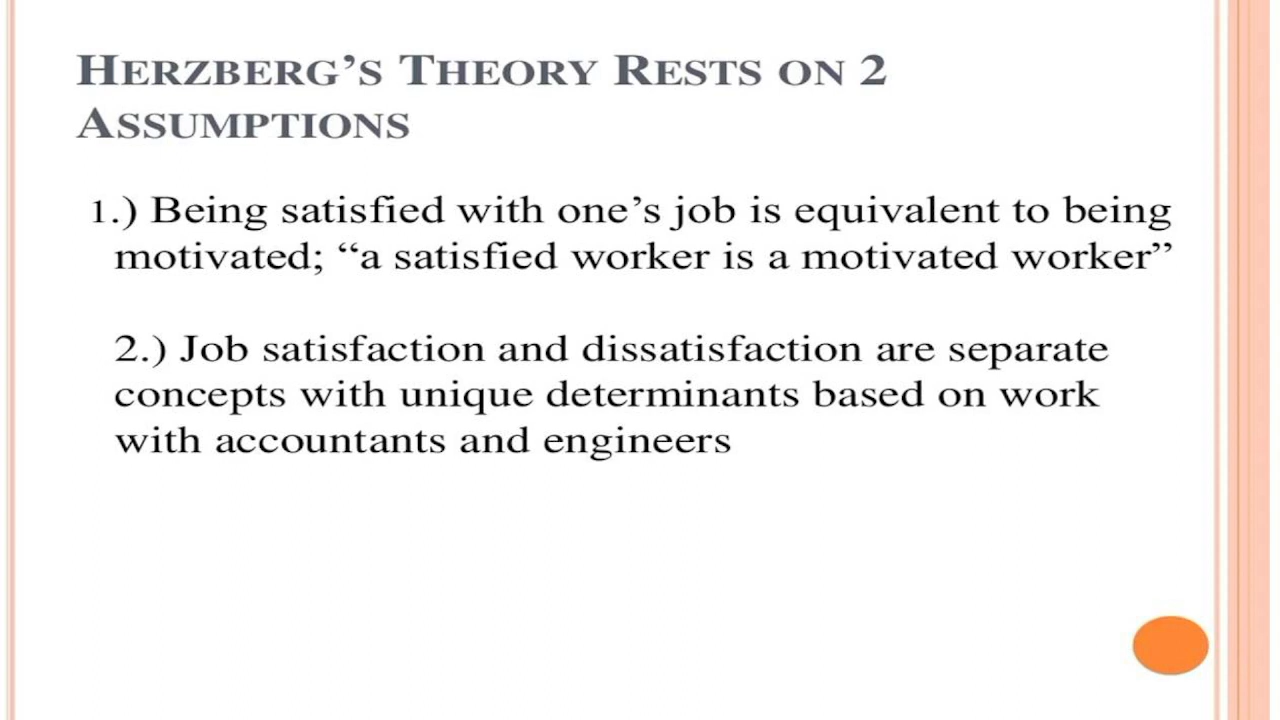 HERZBERG’S THEORY RESTS ON 2
ASSUMPTIONS
1.) Being satisfied with one’s job is equivalent to being
motivated; “a satisfied worker is a motivated worker”
2.) Job satisfaction and dissatisfaction are separate
concepts with unique determinants based on work
with accountants and engineers